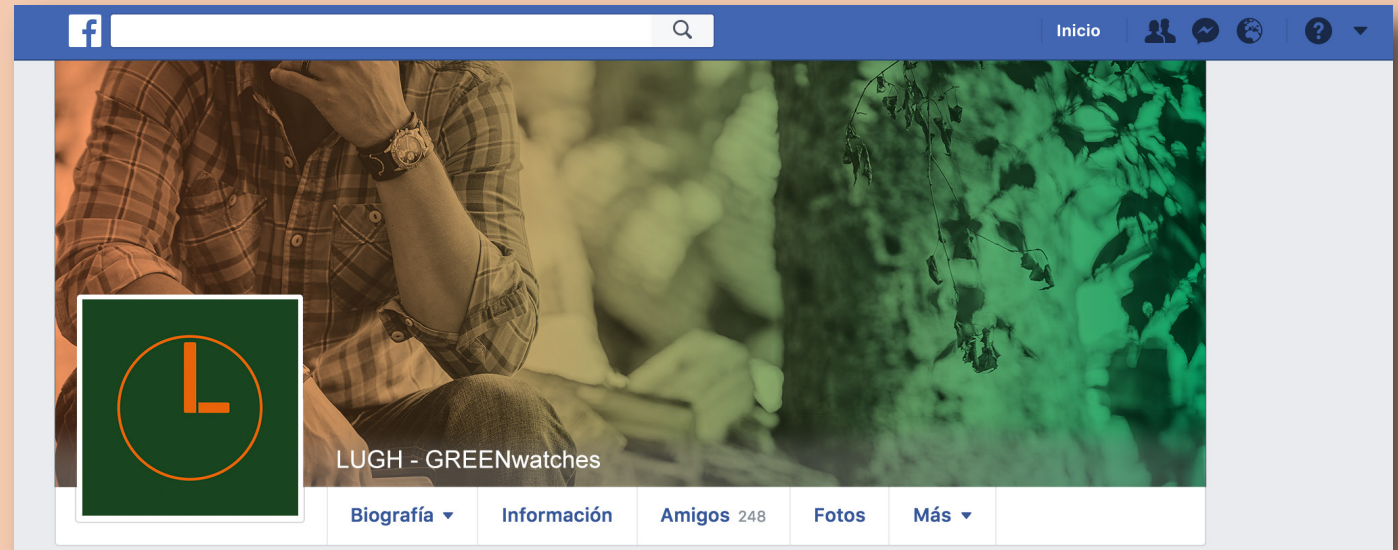 Inicio
LUGH - GREENwatches
Biografía
Información
Amigos 248
Fotos
Más